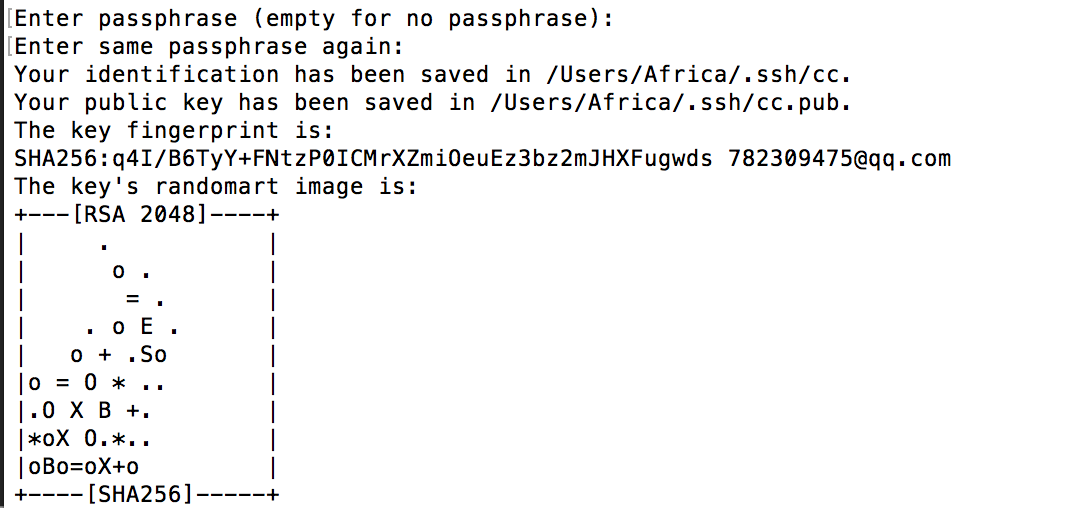 [Enter passphrase (empty for no passphrase):
[Enter same passphrase again:
Your identification has been saved in /Users/Africa/.ssh/cc.
Your public key has been saved in /Users/Africa/.ssh/cc.pub.
The key fingerprint is:
SHA256:q4I/B6TyY+FNtzP0ICMrXZmiOeuEz3bz2mJHXFugwds 782309475@qq.com
The key's randomart image is:
+---[RSA 2048]----+
|     .           |
|      o .        |
|       = .       |
|    . o E .      |
|   o + .So       |
|o = O * ..       |
|.O X B +.        |
|*oX O.*..        |
|oBo=oX+o         |
+----[SHA256]-----+